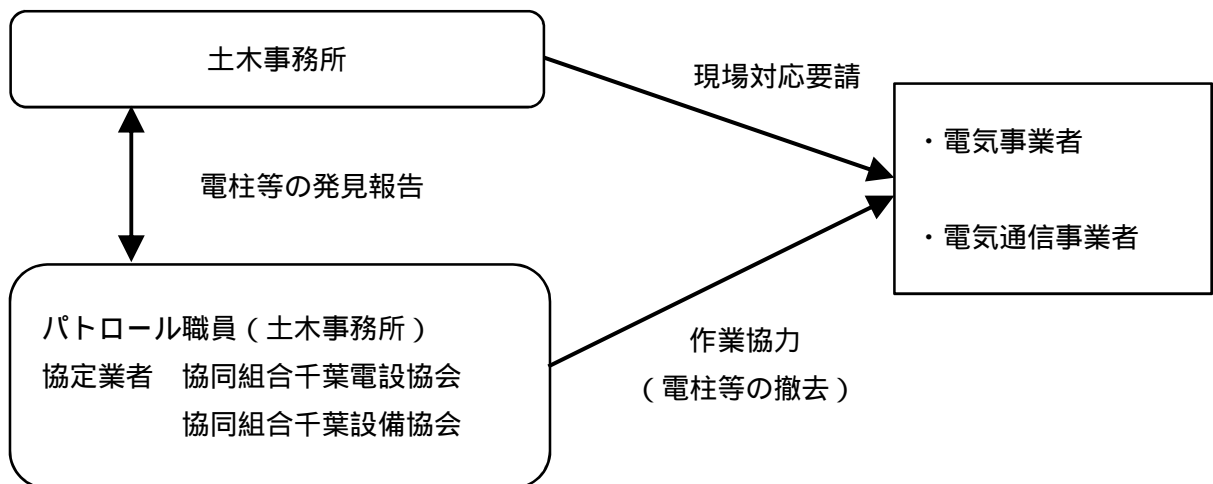 土木事務所
現場対応要請
・電気事業者
電柱等の発見報告
・電気通信事業者
パトロール職員（土木事務所）
協定業者　協同組合千葉電設協会
協同組合千葉設備協会
作業協力
（電柱等の撤去）